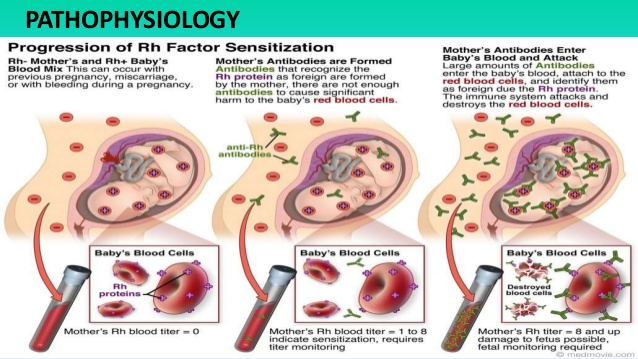 PATHOPHYSIOLOGY
Progression of Rh Factor Sensitization
Rh- Mother's and Rh+ Baby's
Blood Mix This can occur with
previous pregnancy, miscarriage,
or with bleeding during a pregnancy.
Mother's Antibodies are Formed
Antibodies that recognize the
Rh protein as foreign are formed
by the mother, there are not enough
antibodies to cause significant
harm to the baby's red blood cells.
Mother's Antibodies Enter
Baby's Blood and Attack
Large amounts of Antibodies
enter the baby's blood, attach to the
red blood cells, and identify them
as foreign due the Rh protein.
The immune system attacks and
destroys the red blood cells.
anti-Rh
antibodies
Baby's Blood Cells
Rh
proteins
Mother's Rh blood titer = 0
Baby's Blood Cells
Mother's Rh blood titer = 1 to 8
indicate sensitization, requires
titer monitoring
Baby's Blood Cells
Destroyed
blood cells
Mother's Rh titer = 8 and up
damage to fetus possible,
fetal monitoring required
© medmovie.com